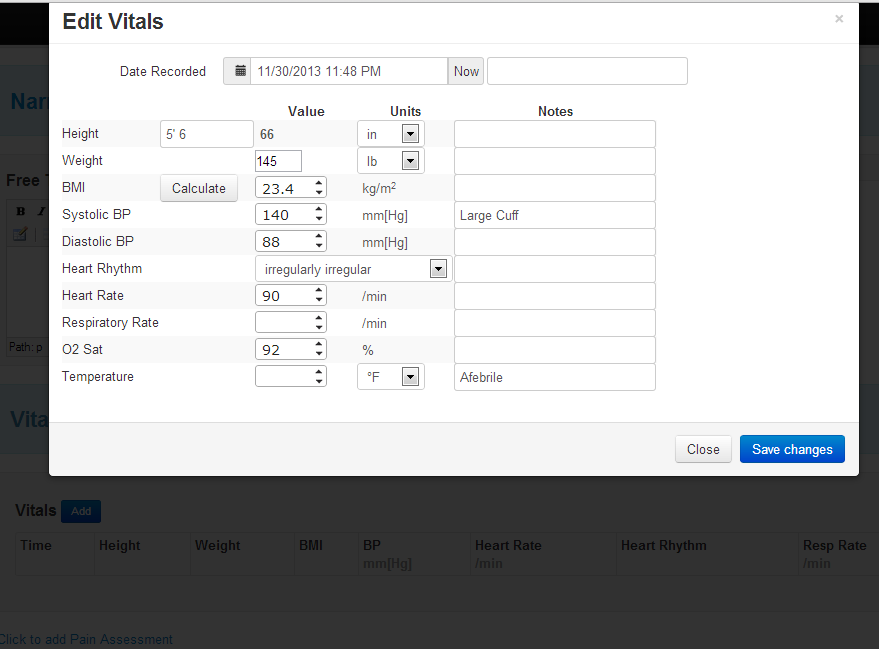 Edit Vitals ×
Date Recorded 11/30/2013 11:48 PM Now
Value Units Notes
Height 5' 6 66 in
Weight 145 lb
BMI Calculate 23.4 kg/m²
Systolic BP 140 mm[Hg] Large Cuff
Diastolic BP 88 mm[Hg]
Heart Rhythm irregularly irregular
Heart Rate 90 /min
Respiratory Rate /min
O2 Sat 92 %
Temperature °F Afebrile
Close Save changes
Nar
Free
B I
Path: p
Vita
Vitals Add
Time Height Weight BMI BP Heart Rate Heart Rhythm Resp Rate
mm[Hg] /min /min
Click to add Pain Assessment